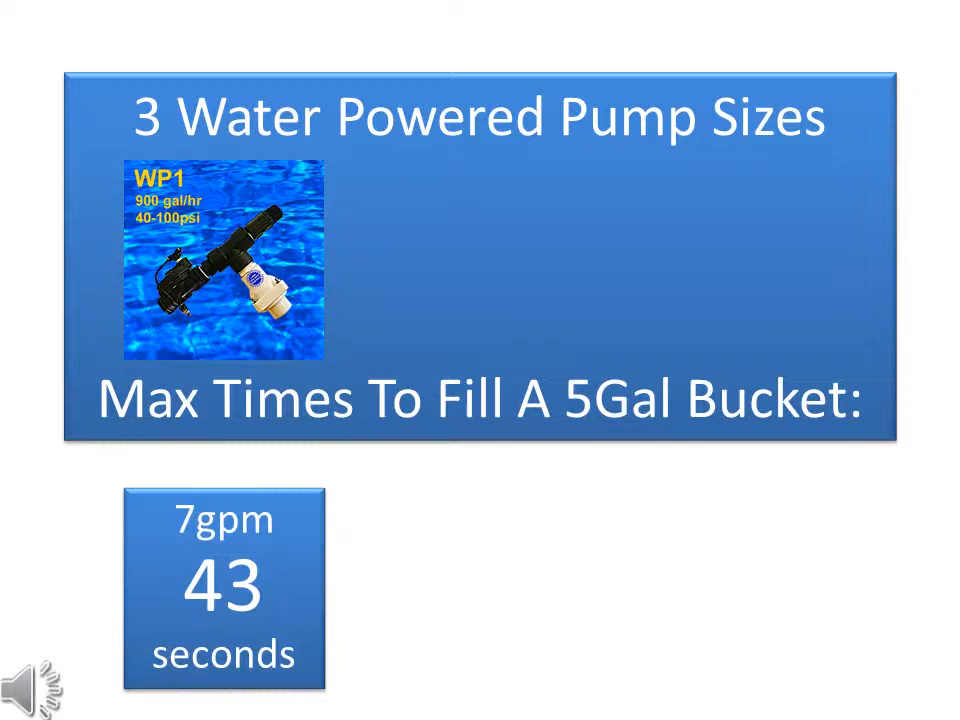 3 Water Powered Pump Sizes
WP1
900 gal/hr
40-100psi
Max Times To Fill A 5Gal Bucket:
7gpm
43
seconds